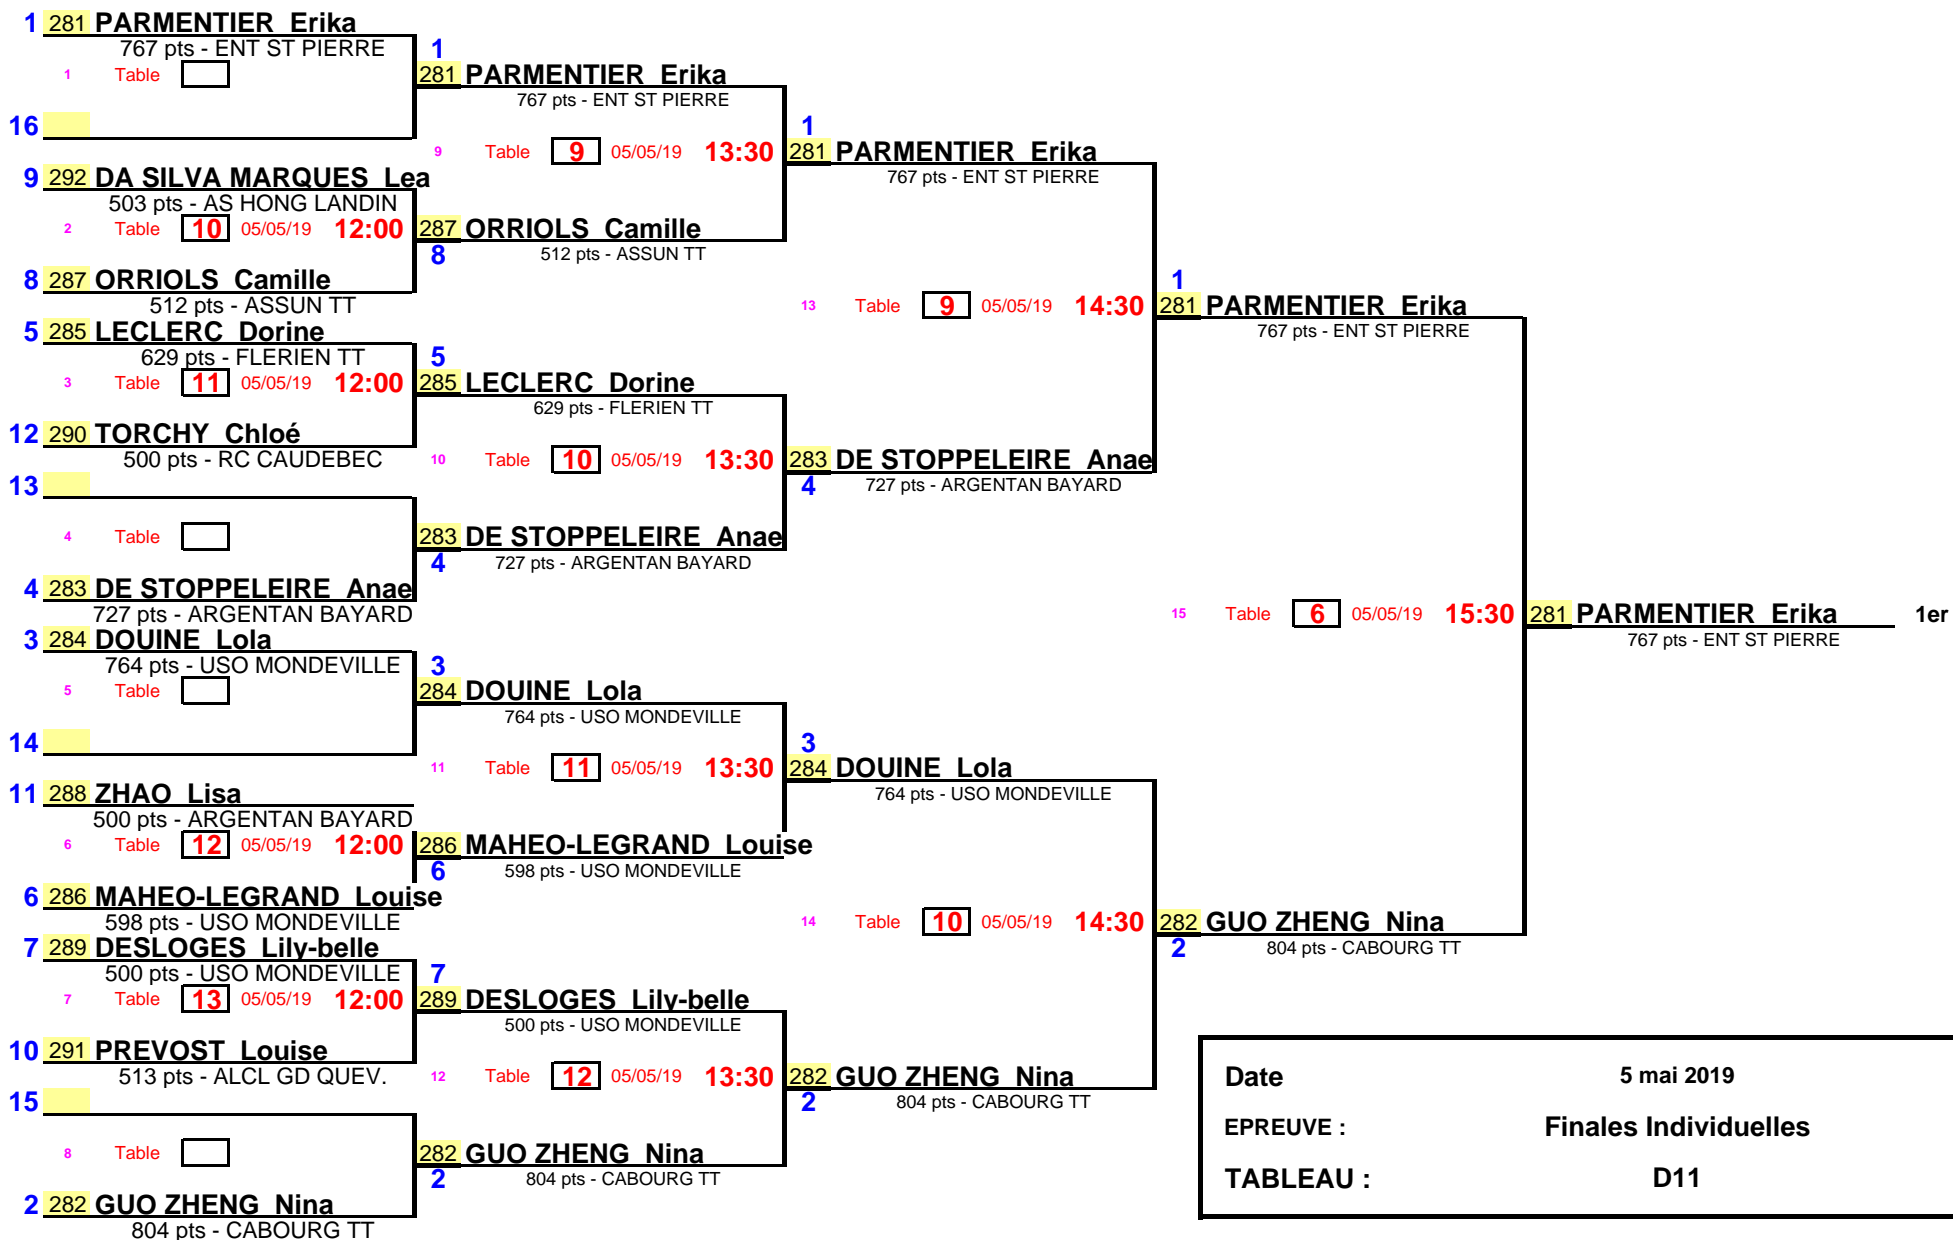 1 281 PARMENTIER Erika
767 pts - ENT ST PIERRE
1 Table
16
9 292 DA SILVA MARQUES Lea
503 pts - AS HONG LANDIN
2 Table 10 05/05/19 12:00
8 287 ORRIOLS Camille
512 pts - ASSUN TT
5 285 LECLERC Dorine
629 pts - FLERIEN TT
3 Table 11 05/05/19 12:00
12 290 TORCHY Chloé
500 pts - RC CAUDEBEC
13
4 Table
4 283 DE STOPPELEIRE Anae
727 pts - ARGENTAN BAYARD
3 284 DOUINE Lola
764 pts - USO MONDEVILLE
5 Table
14
11 288 ZHAO Lisa
500 pts - ARGENTAN BAYARD
6 Table 12 05/05/19 12:00
6 286 MAHEO-LEGRAND Louise
598 pts - USO MONDEVILLE
7 289 DESLOGES Lily-belle
500 pts - USO MONDEVILLE
7 Table 13 05/05/19 12:00
10 291 PREVOST Louise
513 pts - ALCL GD QUEV.
15
8 Table
2 282 GUO ZHENG Nina
804 pts - CABOURG TT
1
281 PARMENTIER Erika
767 pts - ENT ST PIERRE
9 Table 9 05/05/19 13:30
287 ORRIOLS Camille
8
512 pts - ASSUN TT
5
285 LECLERC Dorine
629 pts - FLERIEN TT
10 Table 10 05/05/19 13:30
283 DE STOPPELEIRE Anae
4
727 pts - ARGENTAN BAYARD
3
284 DOUINE Lola
764 pts - USO MONDEVILLE
11 Table 11 05/05/19 13:30
286 MAHEO-LEGRAND Louise
6
598 pts - USO MONDEVILLE
7
289 DESLOGES Lily-belle
500 pts - USO MONDEVILLE
12 Table 12 05/05/19 13:30
282 GUO ZHENG Nina
2
804 pts - CABOURG TT
1
281 PARMENTIER Erika
767 pts - ENT ST PIERRE
13 Table 9 05/05/19 14:30
283 DE STOPPELEIRE Anae
4
727 pts - ARGENTAN BAYARD
3
284 DOUINE Lola
764 pts - USO MONDEVILLE
14 Table 10 05/05/19 14:30
282 GUO ZHENG Nina
2
804 pts - CABOURG TT
1
281 PARMENTIER Erika
767 pts - ENT ST PIERRE
15 Table 6 05/05/19 15:30
282 GUO ZHENG Nina
2
804 pts - CABOURG TT
281 PARMENTIER Erika 1er
767 pts - ENT ST PIERRE
Date 5 mai 2019
EPREUVE : Finales Individuelles
TABLEAU : D11